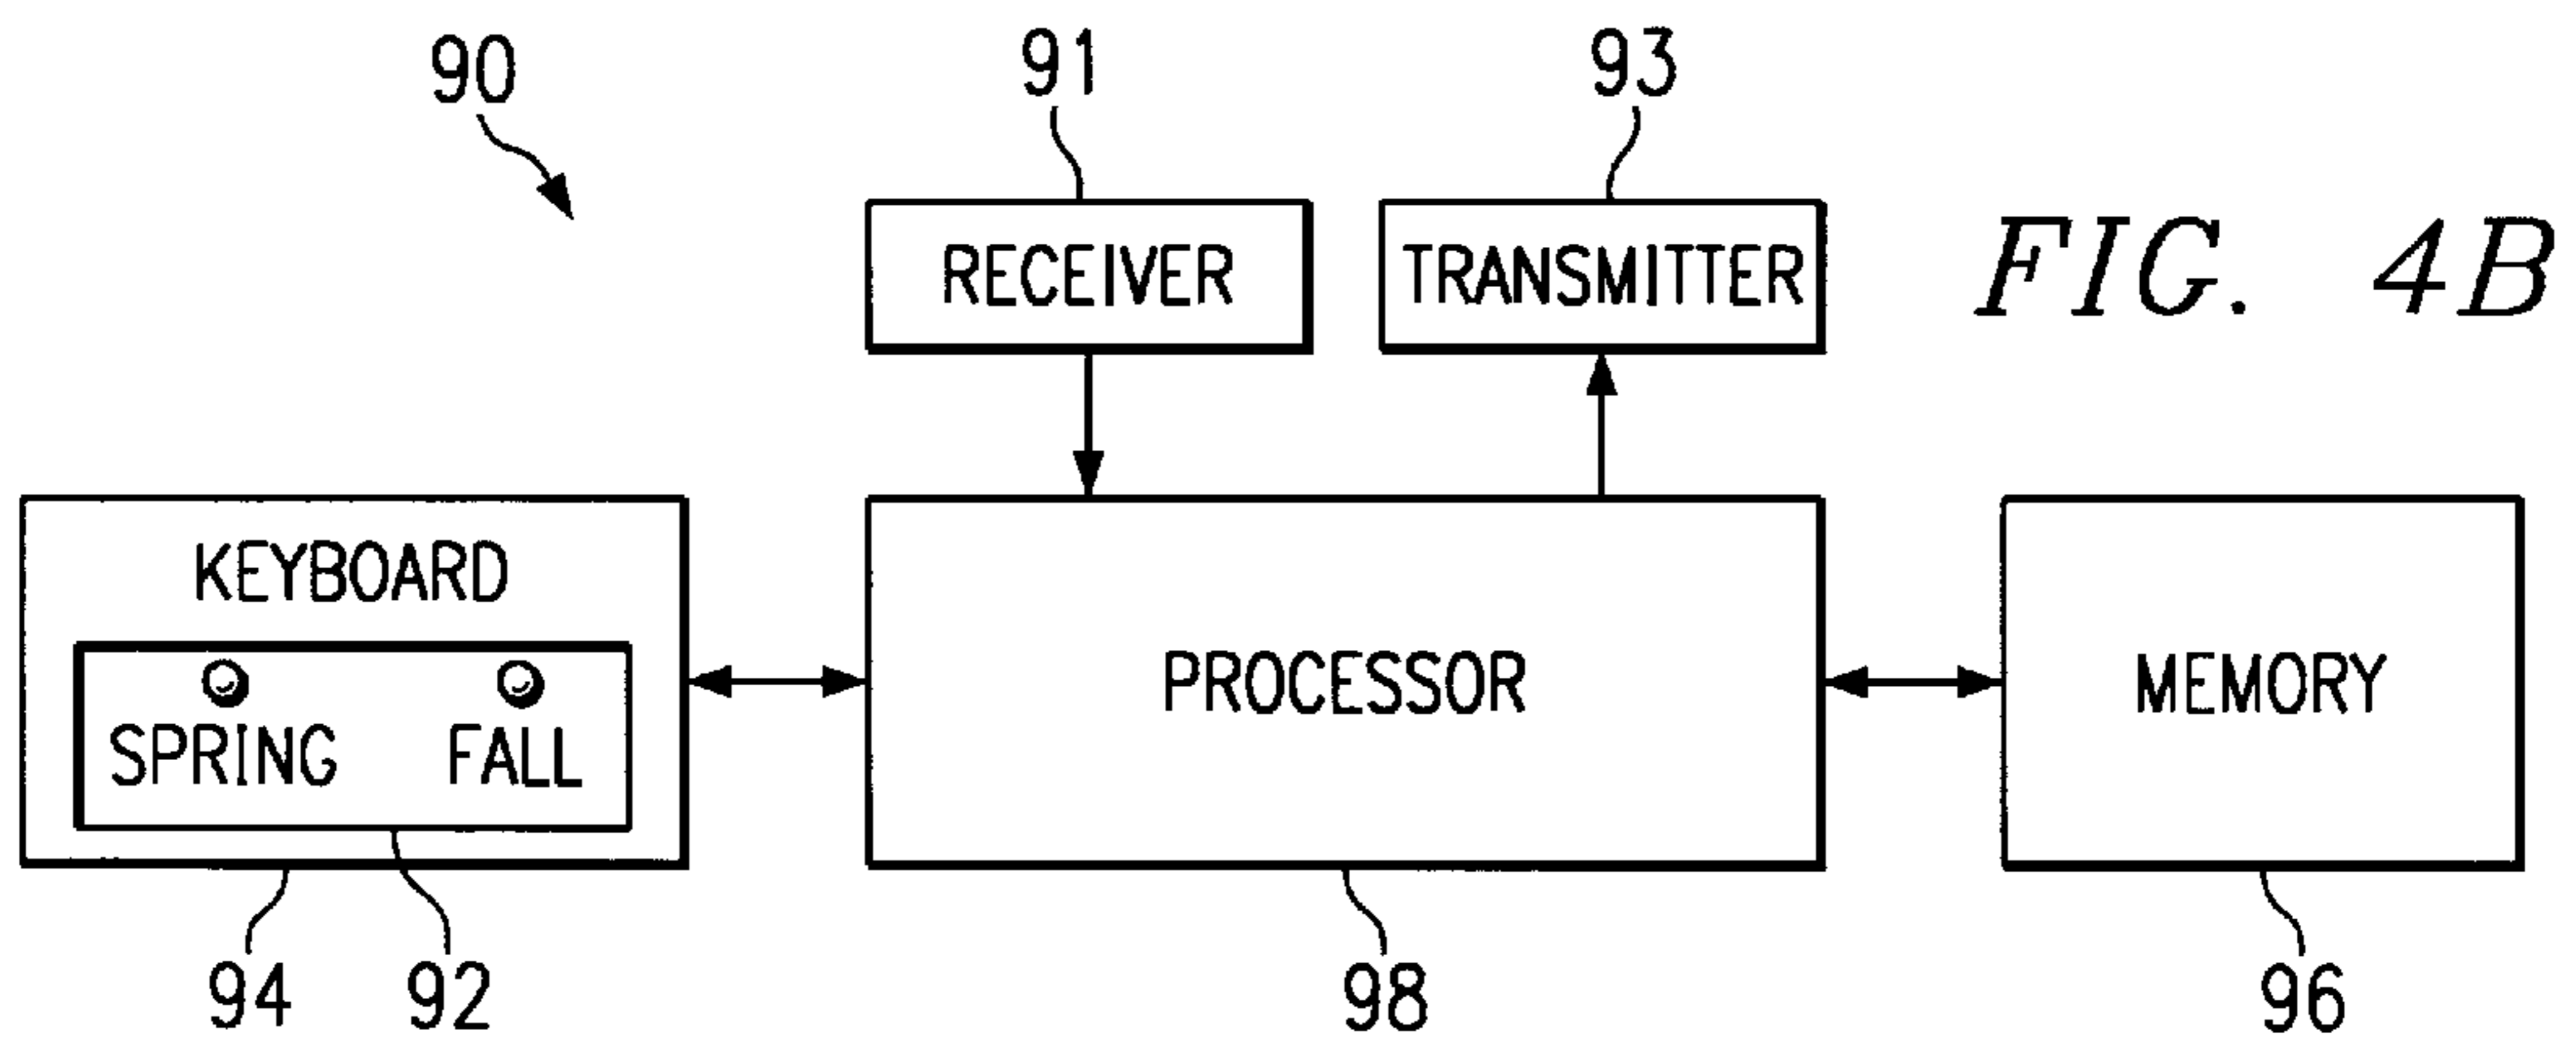 90
91
93
RECEIVER
TRANSMITTER
FIG. 4B
KEYBOARD
SPRING
FALL
PROCESSOR
MEMORY
94
92
98
96